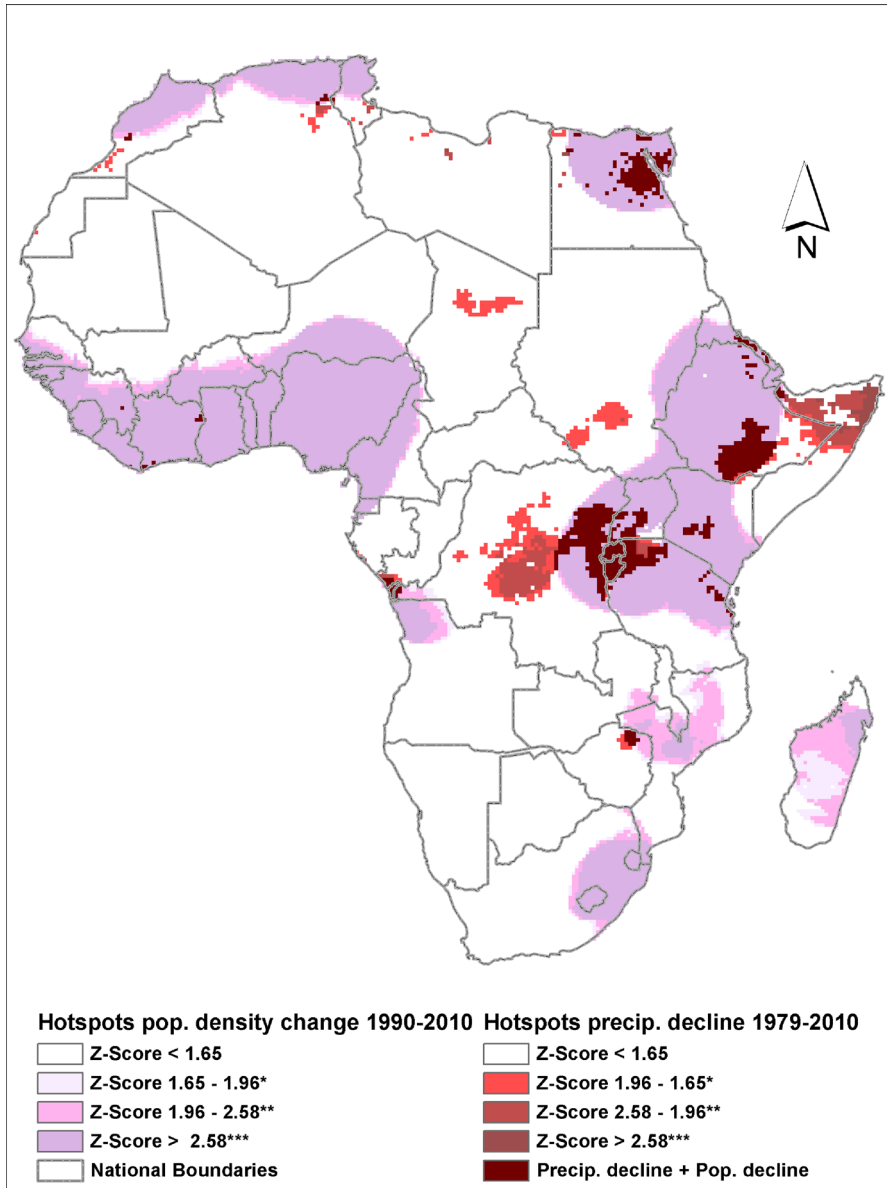 N
Hotspots pop. density change 1990-2010
Z-Score < 1.65
Z-Score 1.65 - 1.96*
Z-Score 1.96 - 2.58**
Z-Score > 2.58***
National Boundaries
Hotspots precip. decline 1979-2010
Z-Score < 1.65
Z-Score 1.96 - 1.65*
Z-Score 2.58 - 1.96**
Z-Score > 2.58***
Precip. decline + Pop. decline